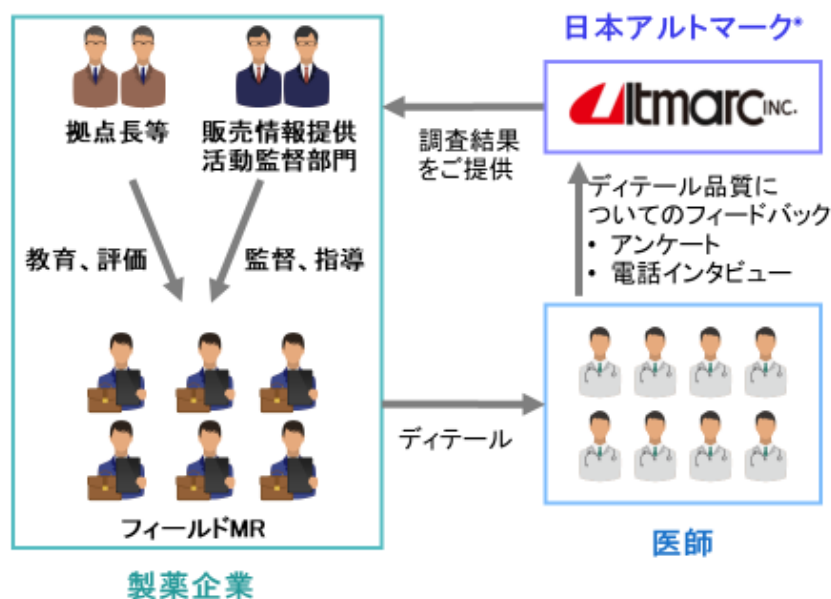 日本アルトマーク®
Ultmarc INC.
拠点長等
販売情報提供
活動監督部門
調査結果
をご提供
ディテール品質に
ついてのフィードバック
• アンケート
• 電話インタビュー
教育、評価
監督、指導
ディテール
フィールドMR
医師
製薬企業